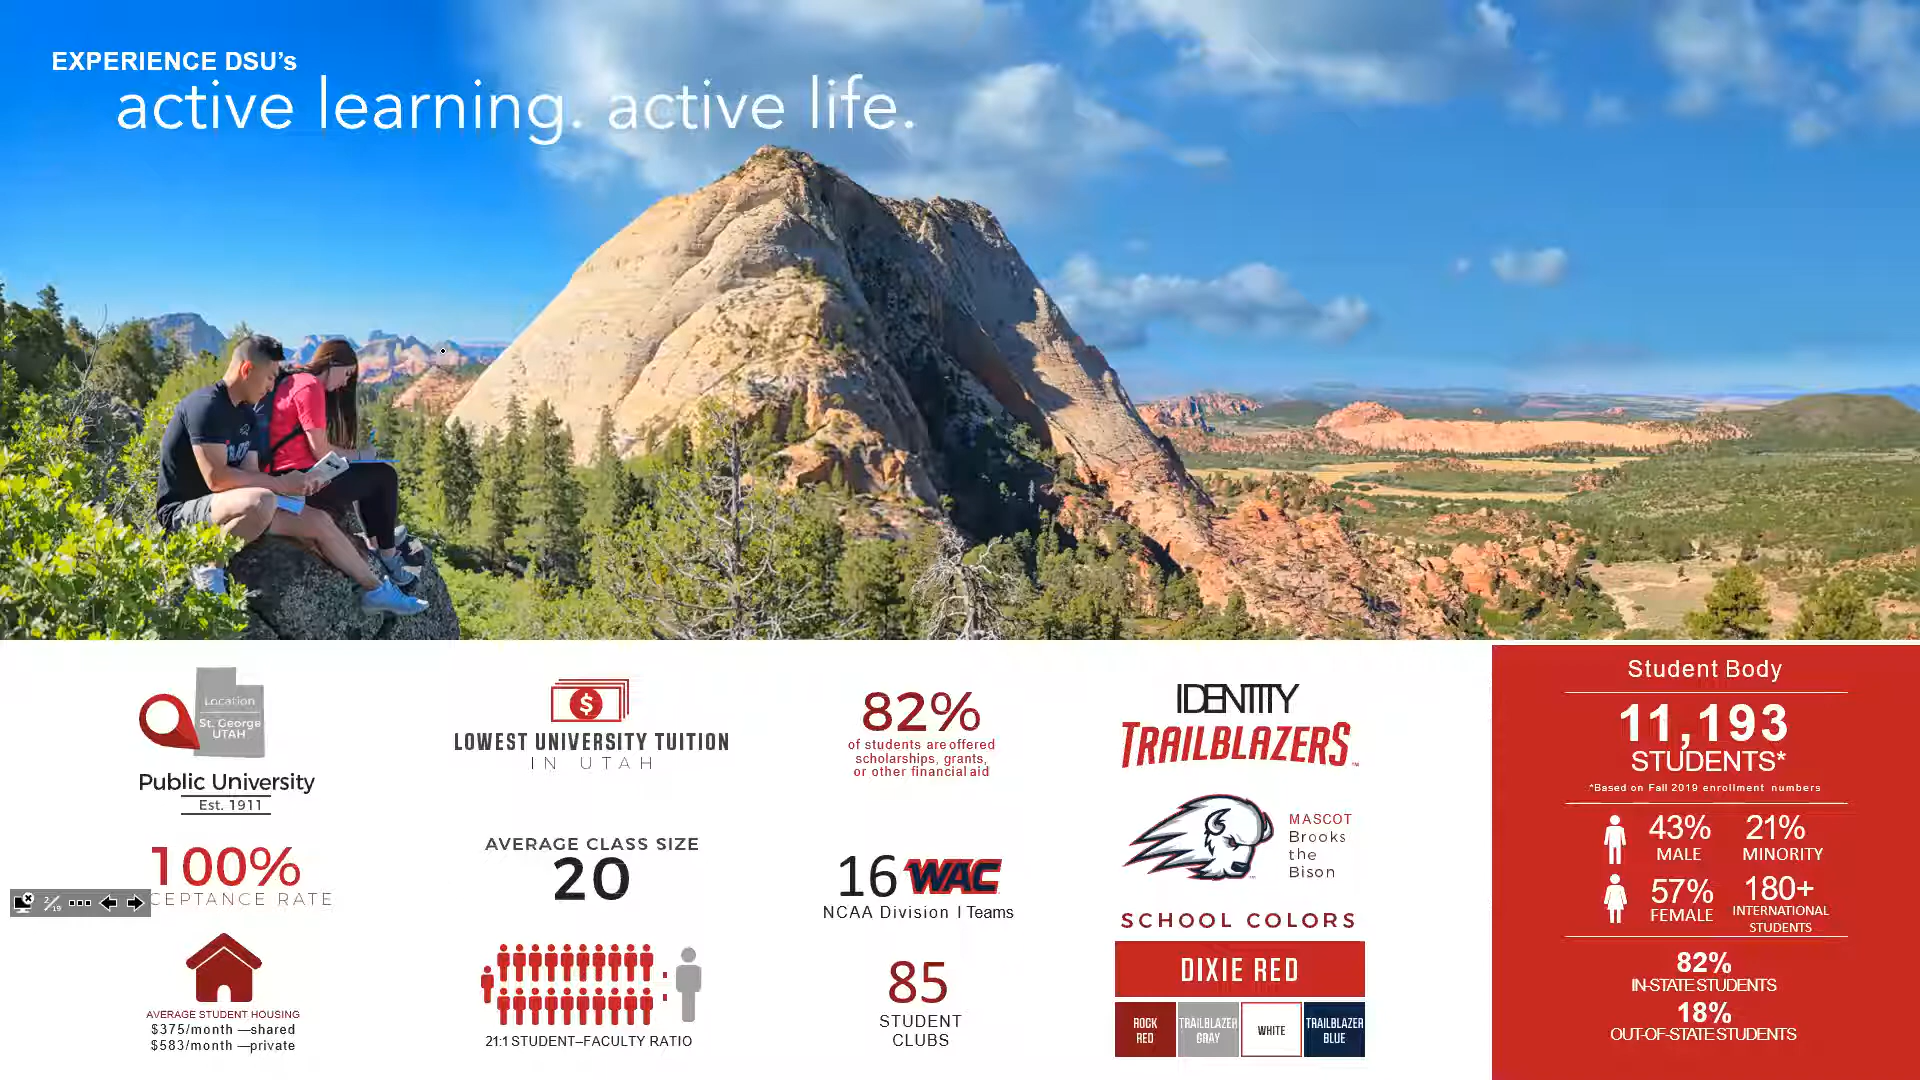 EXPERIENCE DSU's
active learning. active life.
Location
St. George
UTAH
Public University
Est. 1911
100%
CEPTANCE RATE
2/19
AVERAGE STUDENT HOUSING
$375/month —shared
$583/month —private
LOWEST UNIVERSITY TUITION
IN UTAH
AVERAGE CLASS SIZE
20
21:1 STUDENT–FACULTY RATIO
82%
of students are offered
scholarships, grants,
or other financial aid
16 WAC
NCAA Division I Teams
85
STUDENT
CLUBS
IDENTITY
TRAILBLAZERS
MASCOT
Brooks
the
Bison
SCHOOL COLORS
DIXIE RED
ROCK
RED
TRAILBLAZER
GRAY
WHITE
TRAILBLAZER
BLUE
Student Body
11,193
STUDENTS*
*Based on Fall 2019 enrollment numbers
43%
MALE
21%
MINORITY
57%
FEMALE
180+
INTERNATIONAL
STUDENTS
82%
IN-STATE STUDENTS
18%
OUT-OF-STATE STUDENTS